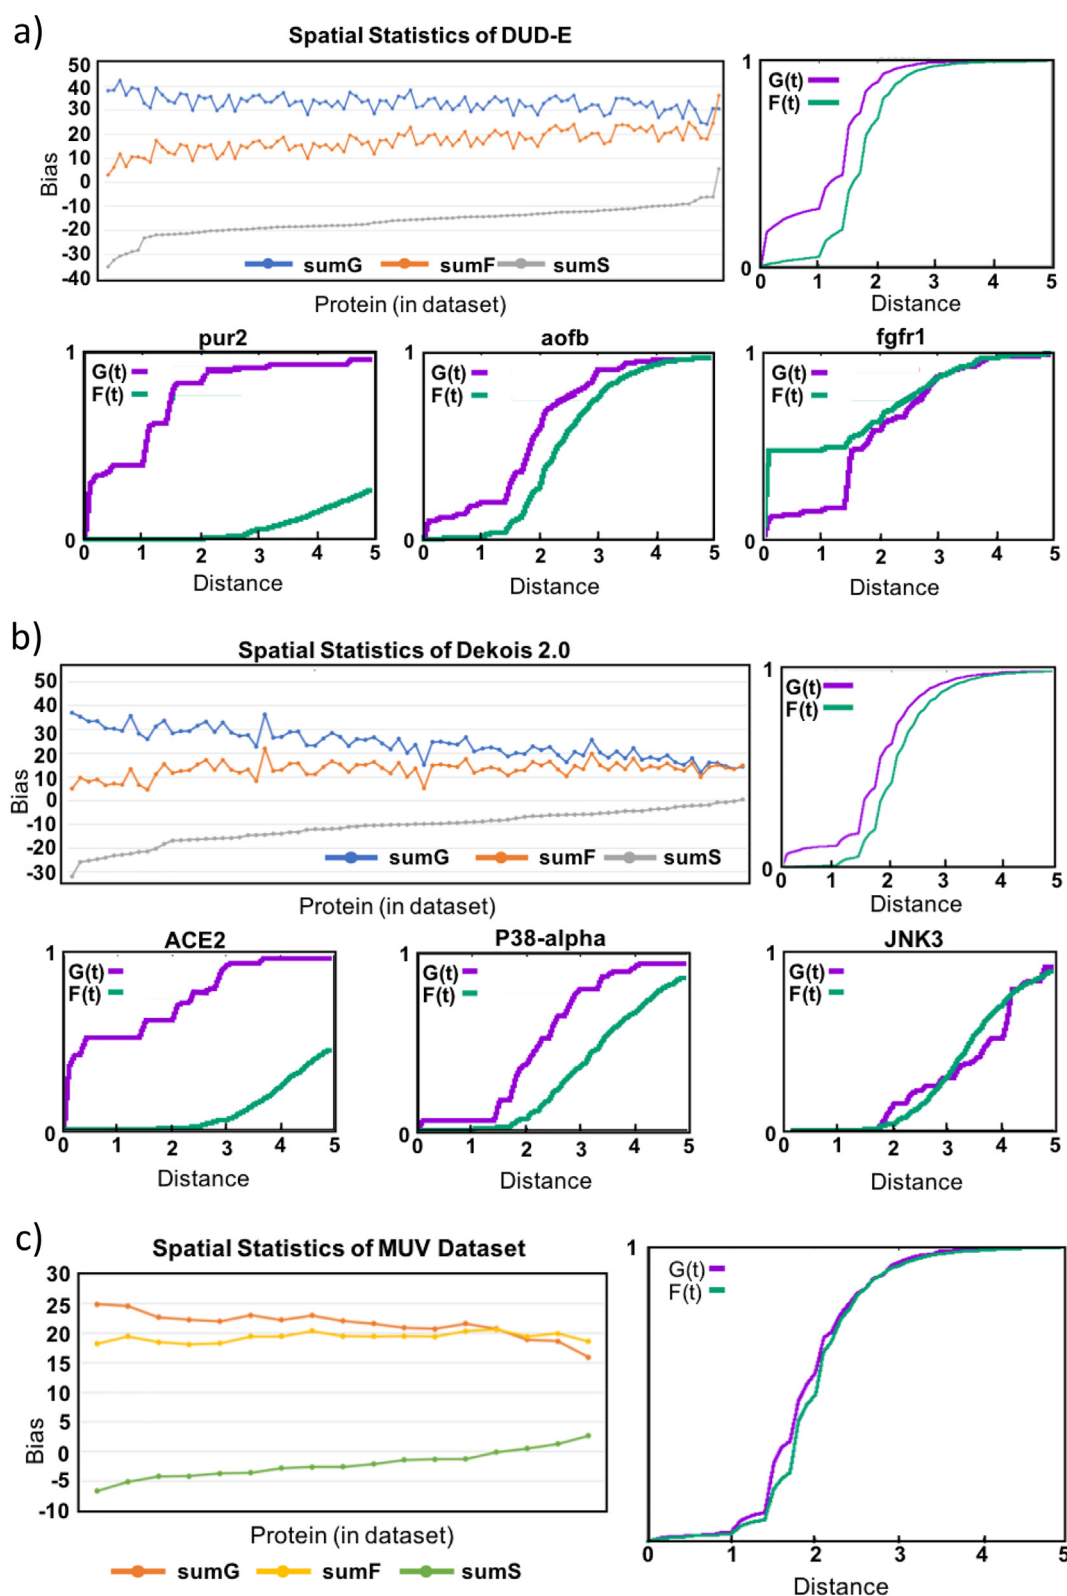 a)
Spatial Statistics of DUD-E
50
40
30
20
10
0
-10
-20
-30
-40
Bias
sumG sumF sumS
Protein (in dataset)
1
G(t)
F(t)
0
0 1 2 3 4 5
Distance
pur2
1
G(t)
F(t)
0
0 1 2 3 4 5
Distance
aofb
1
G(t)
F(t)
0
0 1 2 3 4 5
Distance
fgfr1
1
G(t)
F(t)
0
0 1 2 3 4 5
Distance
b)
Spatial Statistics of Dekois 2.0
50
40
30
20
10
0
-10
-20
-30
Bias
sumG sumF sumS
Protein (in dataset)
1
G(t)
F(t)
0
0 1 2 3 4 5
Distance
ACE2
1
G(t)
F(t)
0
0 1 2 3 4 5
Distance
P38-alpha
1
G(t)
F(t)
0
0 1 2 3 4 5
Distance
JNK3
1
G(t)
F(t)
0
0 1 2 3 4 5
Distance
c)
Spatial Statistics of MUV Dataset
30
25
20
15
10
5
0
-5
-10
Bias
Protein (in dataset)
sumG sumF sumS
1
G(t)
F(t)
0
0 1 2 3 4 5
Distance